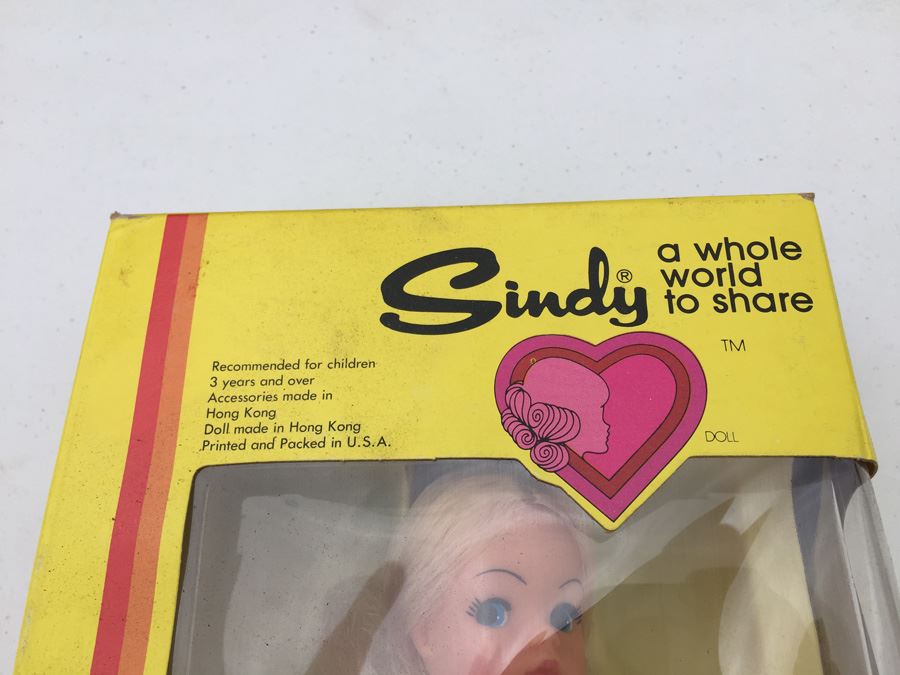 Sindy®
a whole
world
to share
TM
DOLL
Recommended for children
3 years and over
Accessories made in
Hong Kong
Doll made in Hong Kong
Printed and Packed in U.S.A.